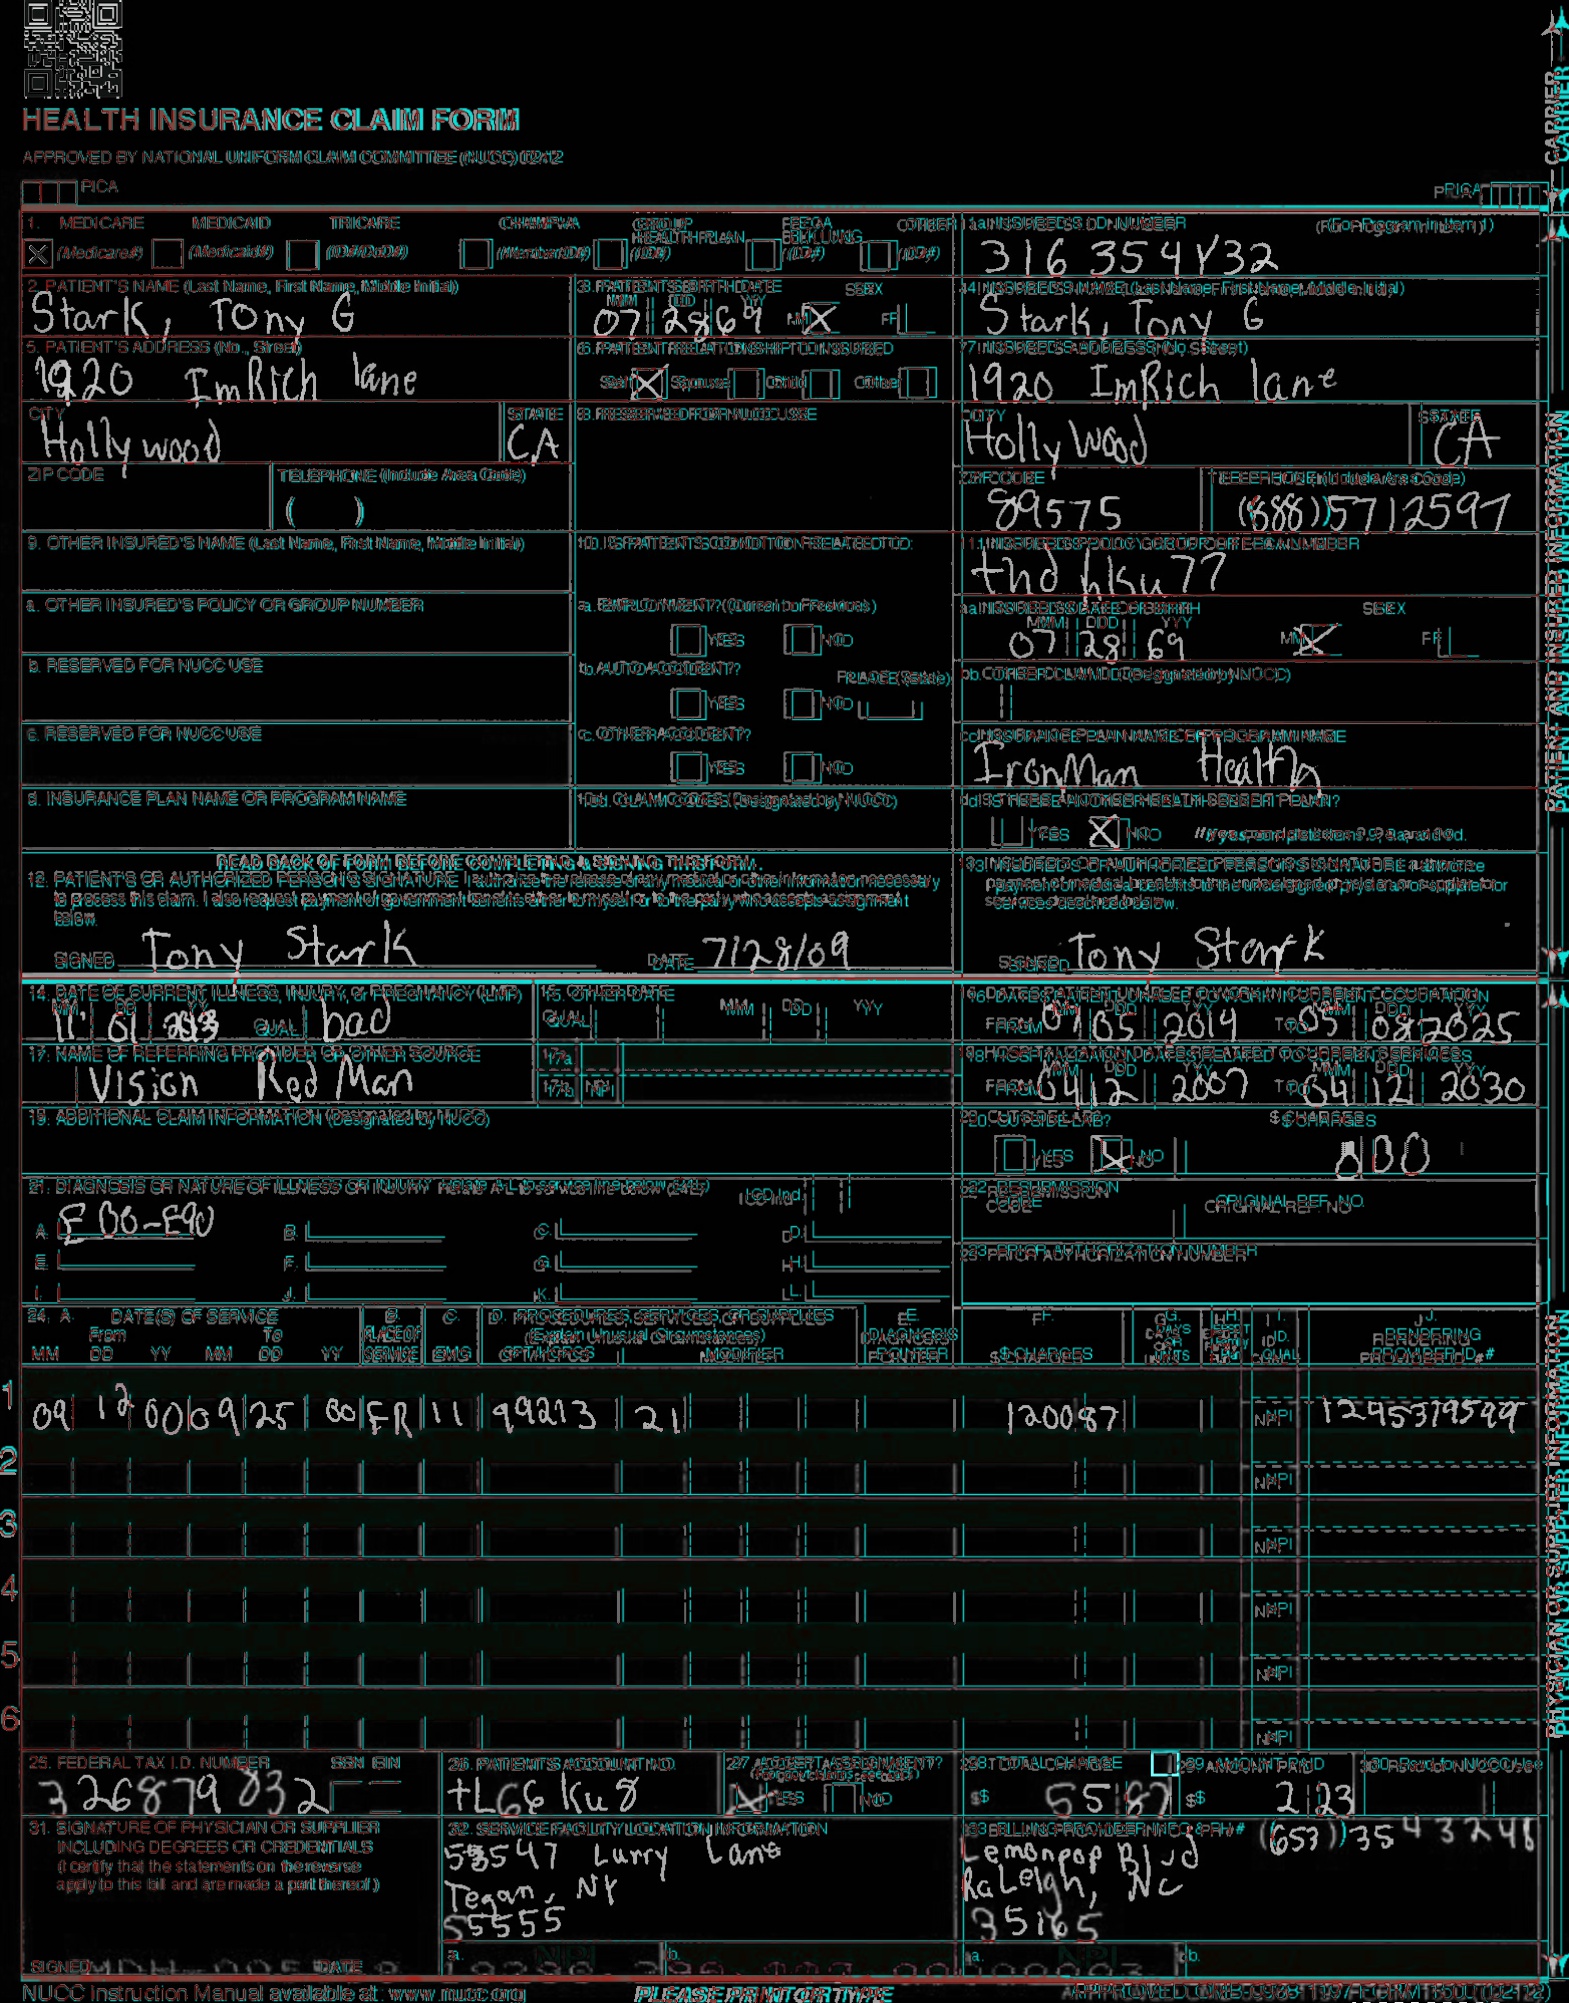 HEALTH INSURANCE CLAIM FORM
APPROVED BY NATIONAL UNIFORM CLAIM COMMITTEE (NUCC) 02/12
PICA
PICA
CARRIER
1. MEDICARE MEDICAID TRICARE CHAMPVA GROUP HEALTH PLAN FECA BLK LUNG OTHER
(Medicare#) (Medicaid#) (ID#/DoD#) (Member ID#) (ID#) (ID#) (ID#)
1a. INSURED'S I.D. NUMBER (For Program in Item 1)
316 354Y32
2. PATIENT'S NAME (Last Name, First Name, Middle Initial)
Stark, Tony G
3. PATIENT'S BIRTH DATE SEX
MM DD YY
07 28 69 M X F
4. INSURED'S NAME (Last Name, First Name, Middle Initial)
Stark, Tony G
5. PATIENT'S ADDRESS (No., Street)
1920 ImRich lane
6. PATIENT RELATIONSHIP TO INSURED
Self X Spouse Child Other
7. INSURED'S ADDRESS (No., Street)
1920 ImRich lane
CITY STATE
Hollywood CA
8. RESERVED FOR NUCC USE
CITY STATE
Hollywood CA
ZIP CODE TELEPHONE (Include Area Code)
( )
ZIP CODE TELEPHONE (Include Area Code)
89575 (888) 5712597
9. OTHER INSURED'S NAME (Last Name, First Name, Middle Initial)
10. IS PATIENT'S CONDITION RELATED TO:
11. INSURED'S POLICY GROUP OR FECA NUMBER
thd hku77
a. OTHER INSURED'S POLICY OR GROUP NUMBER
a. EMPLOYMENT? (Current or Previous)
YES NO
a. INSURED'S DATE OF BIRTH SEX
MM DD YY
07 28 69 M X F
b. RESERVED FOR NUCC USE
b. AUTO ACCIDENT? PLACE (State)
YES NO
b. OTHER CLAIM ID (Designated by NUCC)
c. RESERVED FOR NUCC USE
c. OTHER ACCIDENT?
YES NO
c. INSURANCE PLAN NAME OR PROGRAM NAME
IronMan Health
d. INSURANCE PLAN NAME OR PROGRAM NAME
10d. CLAIM CODES (Designated by NUCC)
d. IS THERE ANOTHER HEALTH BENEFIT PLAN?
YES X NO If yes, complete items 9, 9a, and 9d.
READ BACK OF FORM BEFORE COMPLETING & SIGNING THIS FORM.
12. PATIENT'S OR AUTHORIZED PERSON'S SIGNATURE I authorize the release of any medical or other information necessary
to process this claim. I also request payment of government benefits either to myself or to the party who accepts assignment
below.
SIGNED Tony Stark DATE 7/28/09
13. INSURED'S OR AUTHORIZED PERSON'S SIGNATURE I authorize
payment of medical benefits to the undersigned physician or supplier for
services described below.
SIGNED Tony Stark
PATIENT AND INSURED INFORMATION
14. DATE OF CURRENT ILLNESS, INJURY, or PREGNANCY (LMP)
MM DD YY
11 01 2013 QUAL. bad
15. OTHER DATE
QUAL. MM DD YY
16. DATES PATIENT UNABLE TO WORK IN CURRENT OCCUPATION
MM DD YY MM DD YY
FROM 07 05 2019 TO 05 08 2025
17. NAME OF REFERRING PROVIDER OR OTHER SOURCE
Vision Red Man
17a.
17b. NPI
18. HOSPITALIZATION DATES RELATED TO CURRENT SERVICES
MM DD YY MM DD YY
FROM 04 12 2007 TO 04 12 2030
19. ADDITIONAL CLAIM INFORMATION (Designated by NUCC)
20. OUTSIDE LAB? $ CHARGES
YES X NO 000
21. DIAGNOSIS OR NATURE OF ILLNESS OR INJURY Relate A-L to service line below (24E) ICD Ind.
A. E00-E90 B. C. D.
E. F. G. H.
I. J. K. L.
22. RESUBMISSION CODE ORIGINAL REF. NO.
23. PRIOR AUTHORIZATION NUMBER
24. A. DATE(S) OF SERVICE B. C. D. PROCEDURES, SERVICES, OR SUPPLIES E. F. G. H. I. J.
From To PLACE OF (Explain Unusual Circumstances) DIAGNOSIS DAYS OR UNITS ID. RENDERING
MM DD YY MM DD YY SERVICE EMG CPT/HCPCS MODIFIER POINTER $ CHARGES QUAL. PROVIDER ID. #
1
09 12 00 09 25 00 ER 11 99213 21 120087 NPI 1295379599
2
NPI
3
NPI
4
NPI
5
NPI
6
NPI
25. FEDERAL TAX I.D. NUMBER SSN EIN
326879832
26. PATIENT'S ACCOUNT NO.
tL66ku8
27. ACCEPT ASSIGNMENT?
(For govt. claims, see back)
X YES NO
28. TOTAL CHARGE
$ 55 87
29. AMOUNT PAID
$ 2 23
30. Rsvd for NUCC Use
31. SIGNATURE OF PHYSICIAN OR SUPPLIER
INCLUDING DEGREES OR CREDENTIALS
(I certify that the statements on the reverse
apply to this bill and are made a part thereof.)
SIGNED DATE
32. SERVICE FACILITY LOCATION INFORMATION
58547 Lurry Lane
Tegan, NY
55555
a. NPI b.
33. BILLING PROVIDER INFO & PH # (653) 3543248
Lemonpop Blvd
Raleigh, NC
35165
a. NPI b.
PHYSICIAN OR SUPPLIER INFORMATION
NUCC Instruction Manual available at: www.nucc.org
PLEASE PRINT OR TYPE
APPROVED OMB-0938-1197 FORM 1500 (02-12)